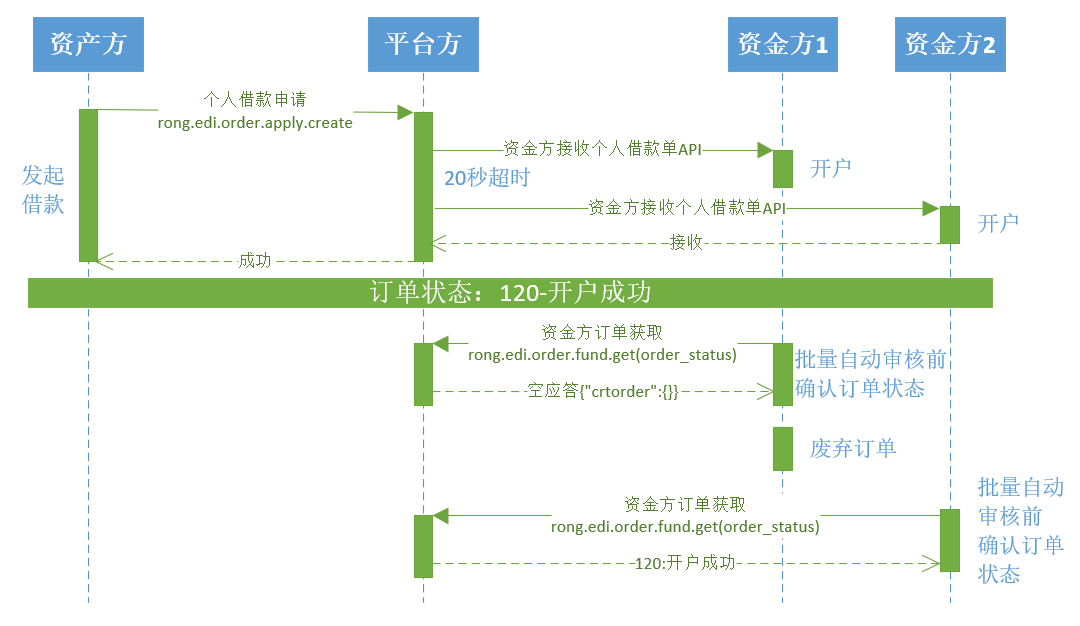 资产方
平台方
资金方1
资金方2
个人借款申请
rong.edi.order.apply.create
资金方接收个人借款单API
开户
发起
借款
20秒超时
资金方接收个人借款单API
开户
接收
成功
订单状态：120-开户成功
资金方订单获取
rong.edi.order.fund.get(order_status)
批量自动审核前
确认订单状态
空应答{"crtorder":{}}
废弃订单
资金方订单获取
rong.edi.order.fund.get(order_status)
批量自动
审核前
确认订单
状态
120:开户成功